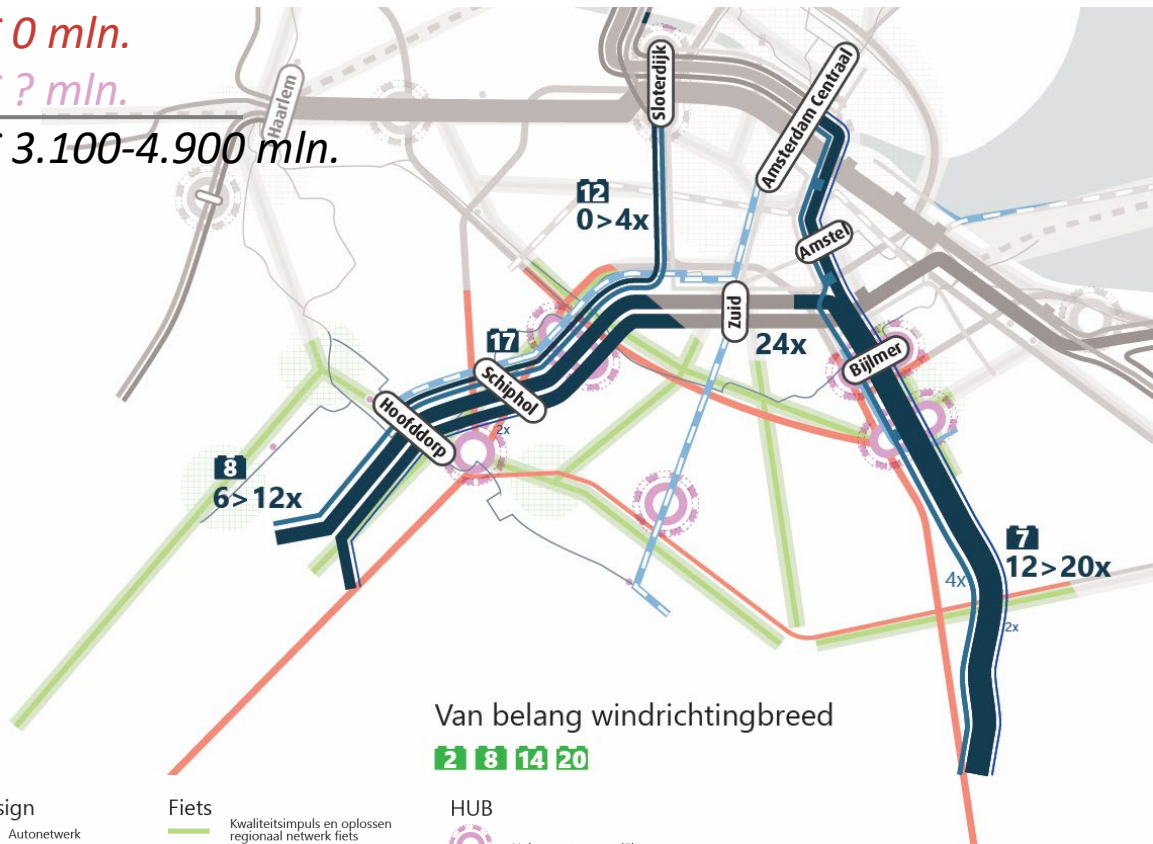 0 mln.
? mln.
3.100-4.900 mln.
Haarlem
Sloterdijk
Amsterdam Centraal
12
0>4x
Amstel
Zuid
17
24x
Schiphol
Bijlmer
Hoofddorp
2x
8
6>12x
7
12>20x
4x
2x
Van belang windrichtingbreed
2 8 14 20
sign
Fiets
HUB
Autonetwerk
Kwaliteitsimpuls en oplossen
regionaal netwerk fiets